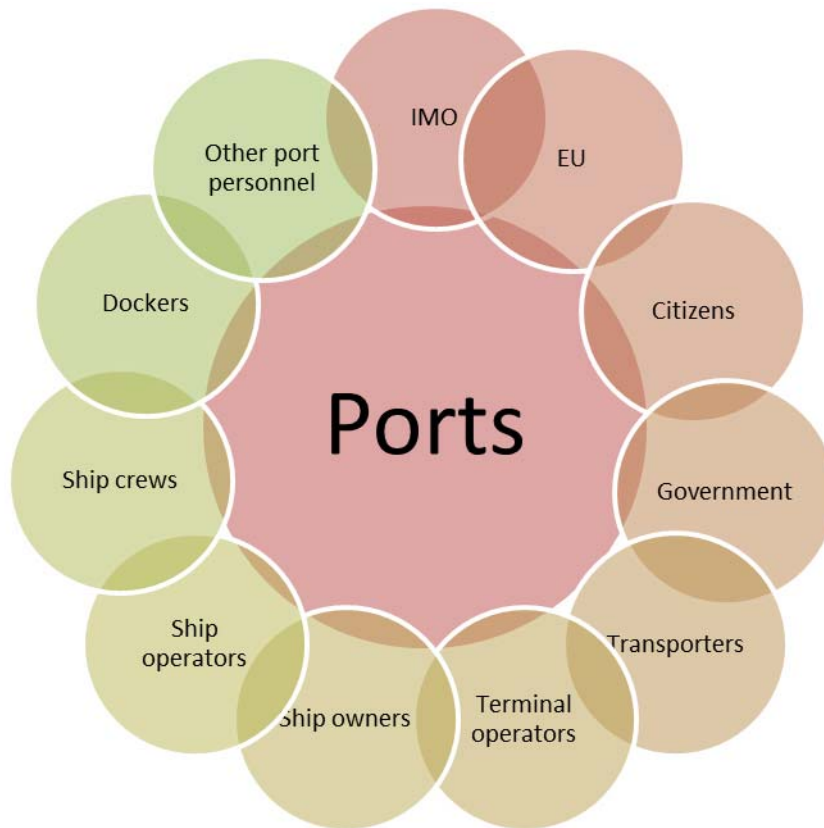 IMO
EU
Citizens
Government
Transporters
Terminal
operators
Ship owners
Ship
operators
Ship crews
Dockers
Other port
personnel
Ports